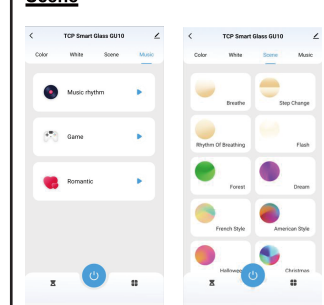 Scene
TCP Smart Glass GU10
Color White Scene Music
Music rhythm
Game
Romantic
TCP Smart Glass GU10
Color White Scene Music
Breathe Step Change
Rhythm Of Breathing Flash
Forest Dream
French Style American Style
Halloween Christmas